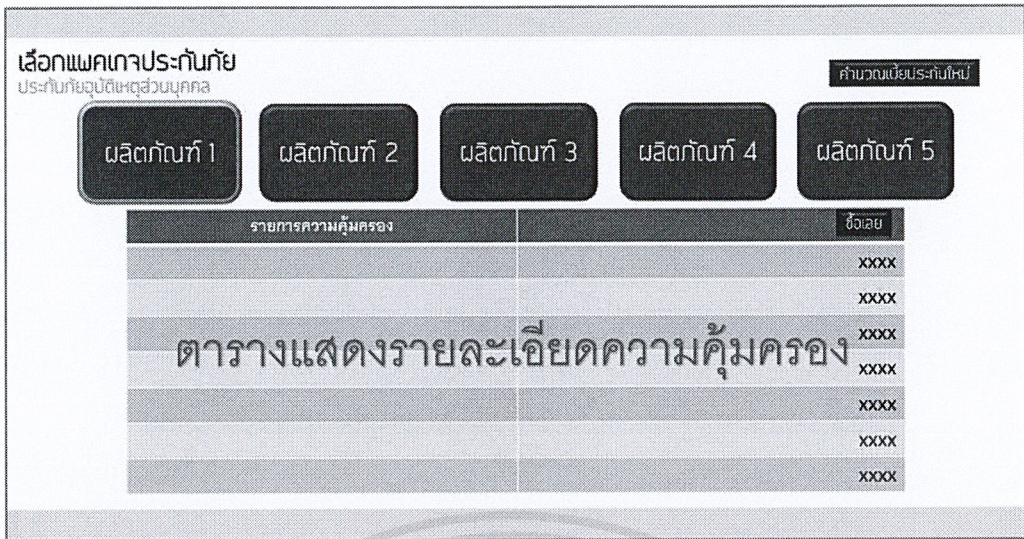 เลือกแพคเกจประกันภัย
ประกันภัยอุบัติเหตุส่วนบุคคล
คำนวณเบี้ยประกันใหม่
ผลิตภัณฑ์ 1 ผลิตภัณฑ์ 2 ผลิตภัณฑ์ 3 ผลิตภัณฑ์ 4 ผลิตภัณฑ์ 5
รายการความคุ้มครอง ซื้อเลย
xxxx
xxxx
xxxx
ตารางแสดงรายละเอียดความคุ้มครอง
xxxx
xxxx
xxxx
xxxx